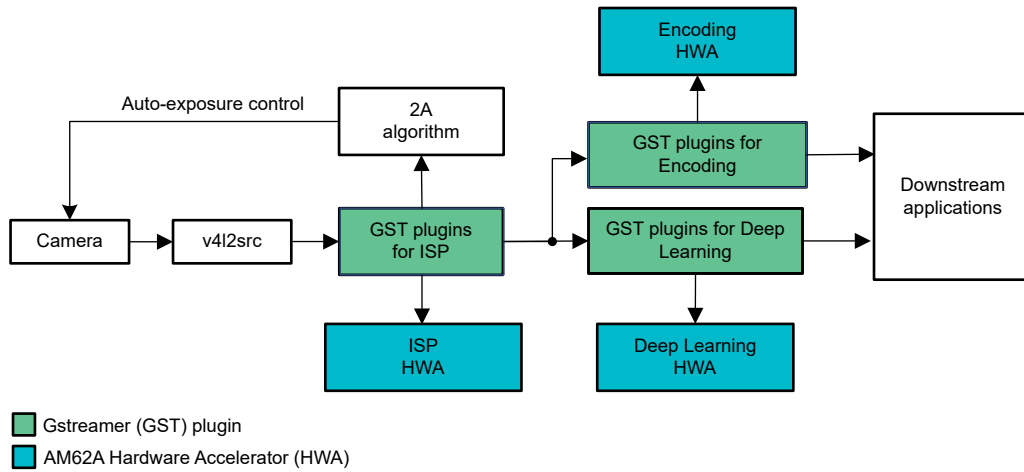 Encoding
HWA
Auto-exposure control
2A
algorithm
GST plugins for
Encoding
Downstream
applications
Camera
v4l2src
GST plugins
for ISP
GST plugins for Deep
Learning
ISP
HWA
Deep Learning
HWA
Gstreamer (GST) plugin
AM62A Hardware Accelerator (HWA)